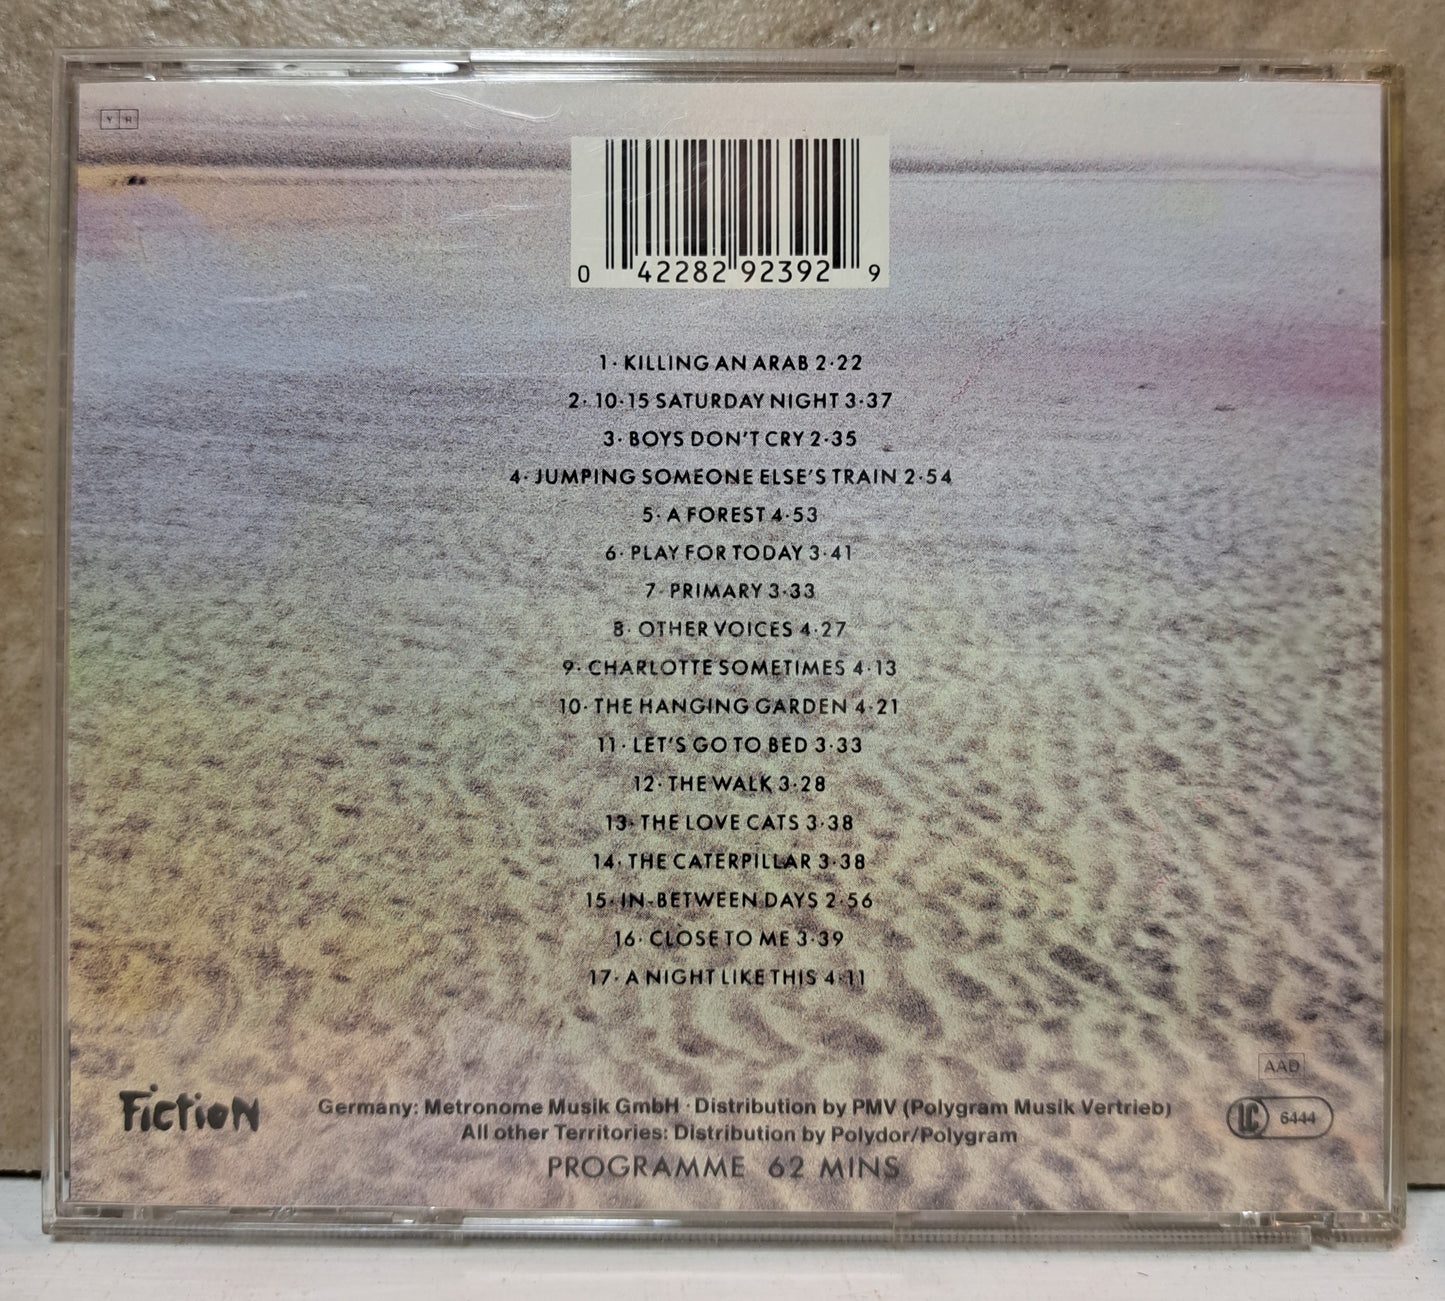 Y R
0 42282 92392 9
1· KILLING AN ARAB 2·22
2· 10·15 SATURDAY NIGHT 3·37
3· BOYS DON'T CRY 2·35
4· JUMPING SOMEONE ELSE'S TRAIN 2·54
5· A FOREST 4·53
6· PLAY FOR TODAY 3·41
7· PRIMARY 3·33
8· OTHER VOICES 4·27
9· CHARLOTTE SOMETIMES 4·13
10· THE HANGING GARDEN 4·21
11· LET'S GO TO BED 3·33
12· THE WALK 3·28
13· THE LOVE CATS 3·38
14· THE CATERPILLAR 3·38
15· IN-BETWEEN DAYS 2·56
16· CLOSE TO ME 3·39
17· A NIGHT LIKE THIS 4·11
AAD
FiCTiON
Germany: Metronome Musik GmbH · Distribution by PMV (Polygram Musik Vertrieb)
LC 6444
All other Territories: Distribution by Polydor/Polygram
PROGRAMME 62 MINS